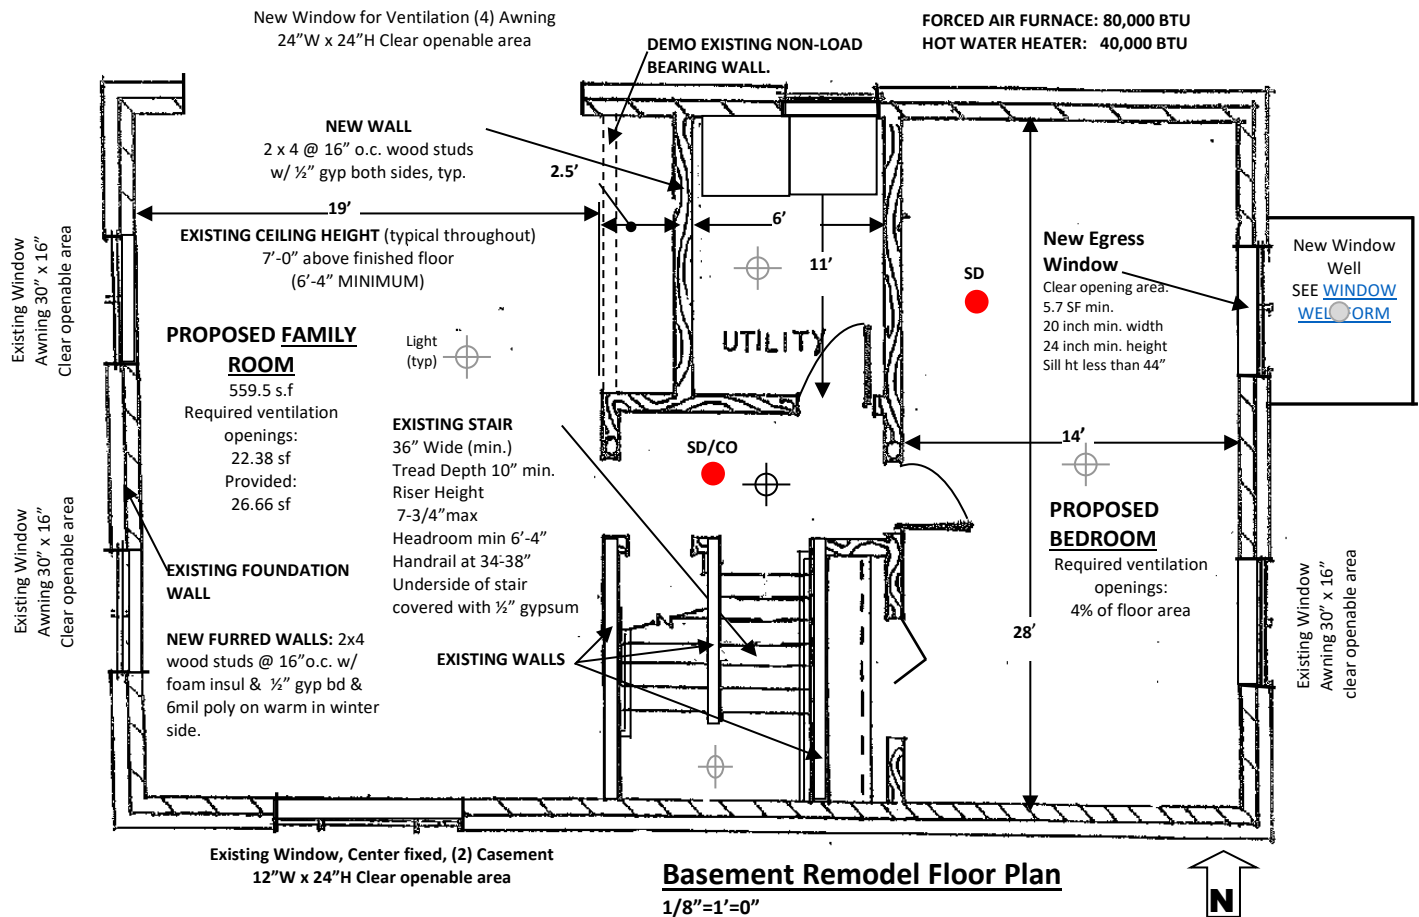 New Window for Ventilation (4) Awning
24”W x 24”H Clear openable area
FORCED AIR FURNACE: 80,000 BTU
HOT WATER HEATER: 40,000 BTU
DEMO EXISTING NON-LOAD
BEARING WALL.
NEW WALL
2 x 4 @ 16” o.c. wood studs
w/ ½” gyp both sides, typ.
2.5’
19’
6’
EXISTING CEILING HEIGHT (typical throughout)
7’-0” above finished floor
(6’-4” MINIMUM)
11’
SD
New Egress
Window
Clear opening area.
5.7 SF min.
20 inch min. width
24 inch min. height
Sill ht less than 44”
New Window
Well
SEE WINDOW
WELL FORM
Existing Window
Awning 30” x 16”
Clear openable area
PROPOSED FAMILY
ROOM
559.5 s.f
Required ventilation
openings:
22.38 sf
Provided:
26.66 sf
Light
(typ)
UTILITY
EXISTING STAIR
36” Wide (min.)
Tread Depth 10” min.
Riser Height
7-3/4”max
Headroom min 6’-4”
Handrail at 34-38”
Underside of stair
covered with ½” gypsum
SD/CO
14’
PROPOSED
BEDROOM
Required ventilation
openings:
4% of floor area
28’
Existing Window
Awning 30” x 16”
Clear openable area
EXISTING FOUNDATION
WALL
NEW FURRED WALLS: 2x4
wood studs @ 16”o.c. w/
foam insul & ½” gyp bd &
6mil poly on warm in winter
side.
EXISTING WALLS
Existing Window
Awning 30” x 16”
clear openable area
Existing Window, Center fixed, (2) Casement
12”W x 24”H Clear openable area
Basement Remodel Floor Plan
1/8”=1’=0”
N